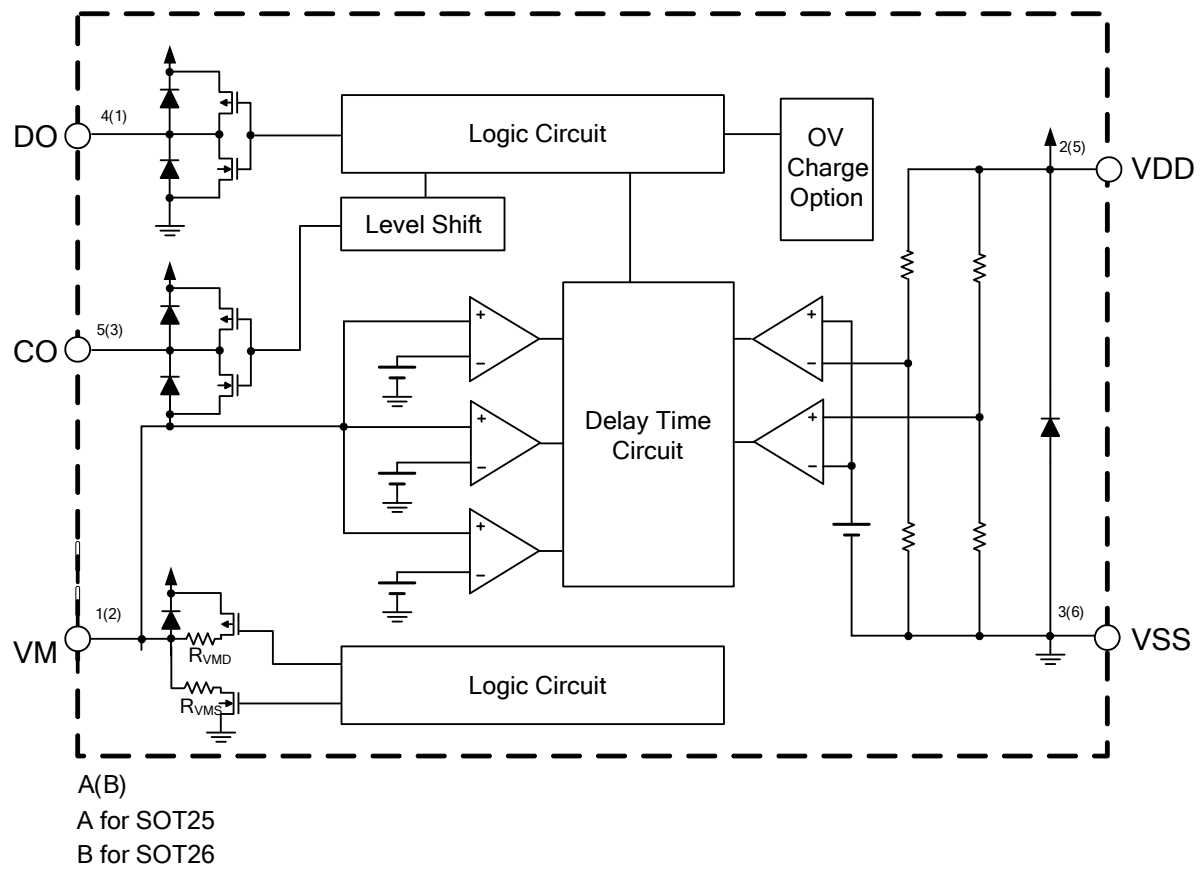 4(1)
DO
Logic Circuit
OV
Charge
Option
2(5)
VDD
Level Shift
5(3)
CO
+
−
+
−
+
−
+
−
+
−
Delay Time
Circuit
1(2)
VM
RVMD
RVMS
Logic Circuit
3(6)
VSS
A(B)
A for SOT25
B for SOT26